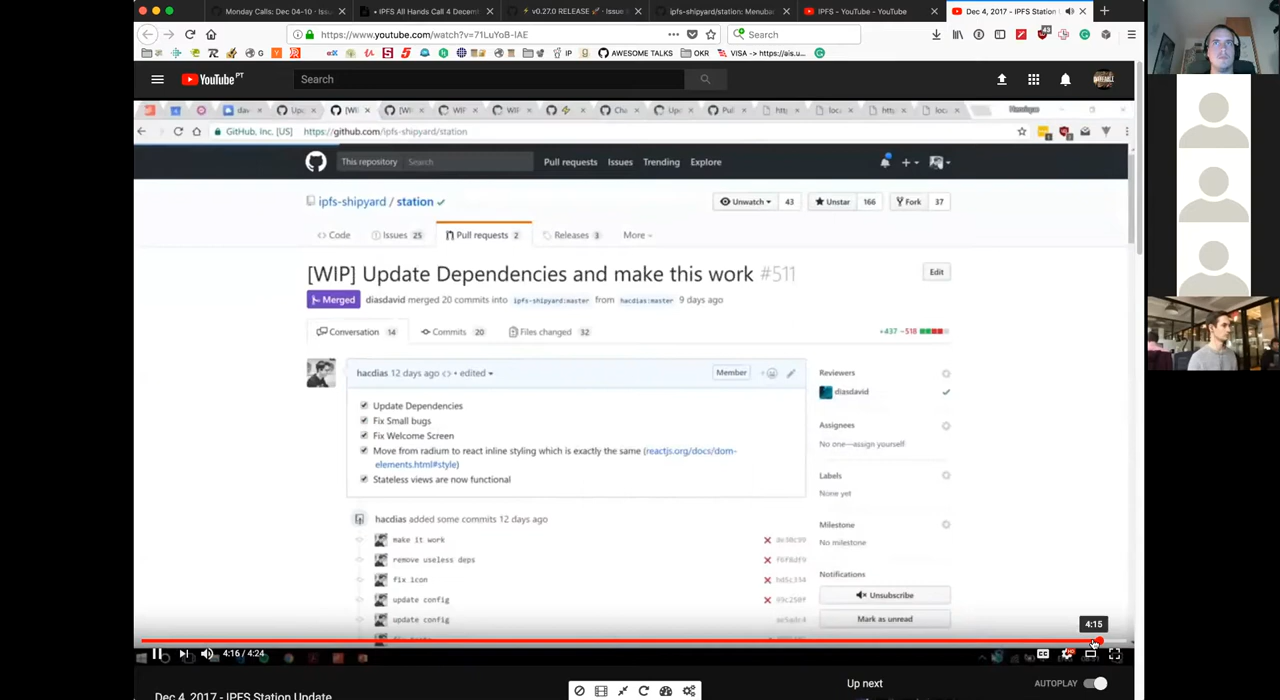 Monday Calls: Dec 04-10 · Issu
• IPFS All Hands Call 4 Decemb
⚡ v0.27.0 RELEASE 🚀 · Issue
ipfs-shipyard/station: Menuba
IPFS - YouTube - YouTube
Dec 4, 2017 - IPFS Station U
https://www.youtube.com/watch?v=71LuYoB-IAE
Search
AWESOME TALKS
OKR
VISA -> https://ais.u...
YouTube PT
Search
GitHub, Inc. [US]
https://github.com/ipfs-shipyard/station
This repository
Search
Pull requests
Issues
Trending
Explore
ipfs-shipyard / station
Unwatch
43
Unstar
166
Fork
37
Code
Issues 25
Pull requests 2
Releases 3
More
[WIP] Update Dependencies and make this work #511
Edit
Merged
diasdavid merged 20 commits into ipfs-shipyard:master from hacdias:master 9 days ago
Conversation 14
Commits 20
Files changed 32
+437 −518
hacdias 12 days ago • edited
Member
Update Dependencies
Fix Small bugs
Fix Welcome Screen
Move from radium to react inline styling which is exactly the same (reactjs.org/docs/dom-
elements.html#style)
Stateless views are now functional
Reviewers
diasdavid
Assignees
No one—assign yourself
Labels
None yet
Milestone
No milestone
Notifications
Unsubscribe
Mark as unread
hacdias added some commits 12 days ago
make it work
remove useless deps
fix icon
update config
update config
4:15
4:16 / 4:24
Dec 4, 2017 - IPFS Station Update
Up next
AUTOPLAY